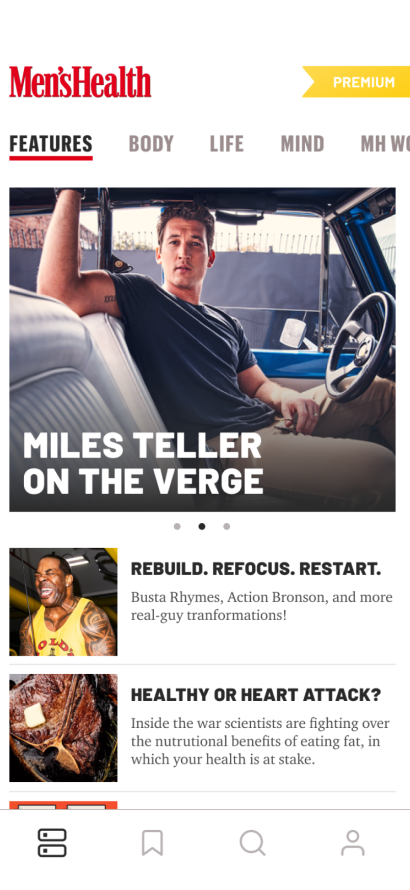 Men'sHealth
PREMIUM
FEATURES BODY LIFE MIND MH
MILES TELLER
ON THE VERGE
REBUILD. REFOCUS. RESTART.
Busta Rhymes, Action Bronson, and more
real-guy tranformations!
HEALTHY OR HEART ATTACK?
Inside the war scientists are fighting over
the nutrutional benefits of eating fat, in
which your health is at stake.